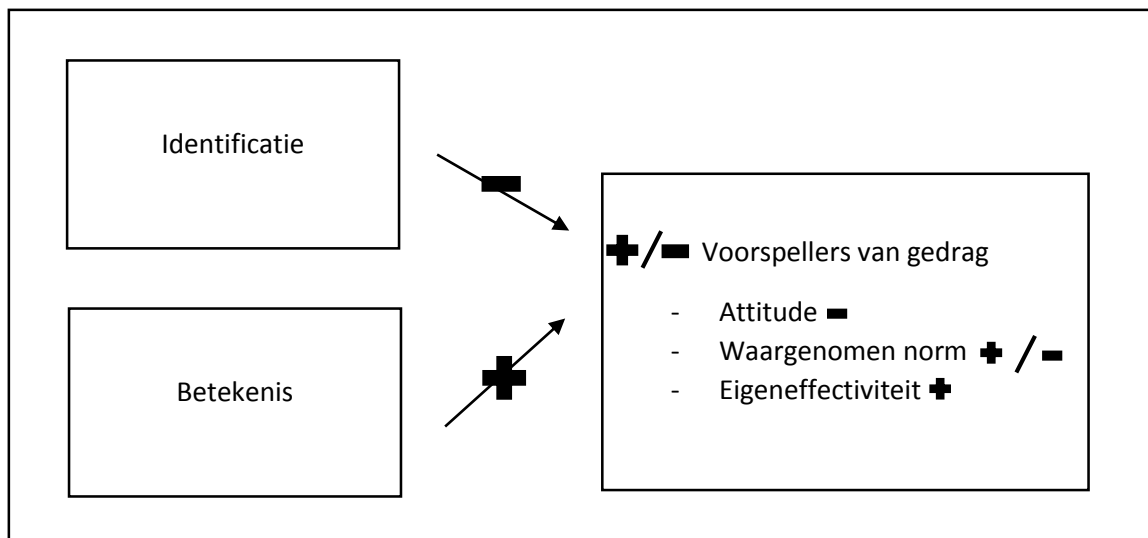 Identificatie
-
+/- Voorspellers van gedrag
- Attitude -
- Waargenomen norm + / -
- Eigeneffectiviteit +
+
Betekenis